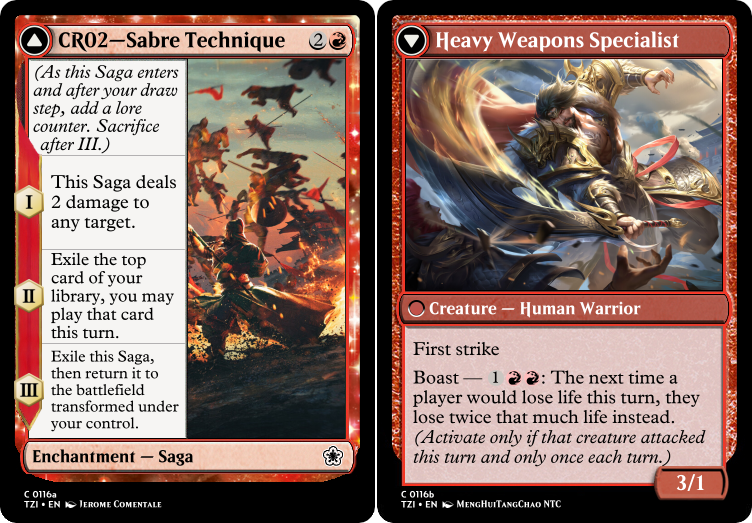 CR02—Sabre Technique 2
(As this Saga enters
and after your draw
step, add a lore
counter. Sacrifice
after III.)
I
This Saga deals
2 damage to
any target.
II
Exile the top
card of your
library, you may
play that card
this turn.
III
Exile this Saga,
then return it to
the battlefield
transformed under
your control.
Enchantment — Saga
C 0116a
TZI • EN Jerome Comentale
Heavy Weapons Specialist
Creature — Human Warrior
First strike
Boast — 1 : The next time a
player would lose life this turn, they
lose twice that much life instead.
(Activate only if that creature attacked
this turn and only once each turn.)
3/1
C 0116b
TZI • EN MengHuiTangChao NTC